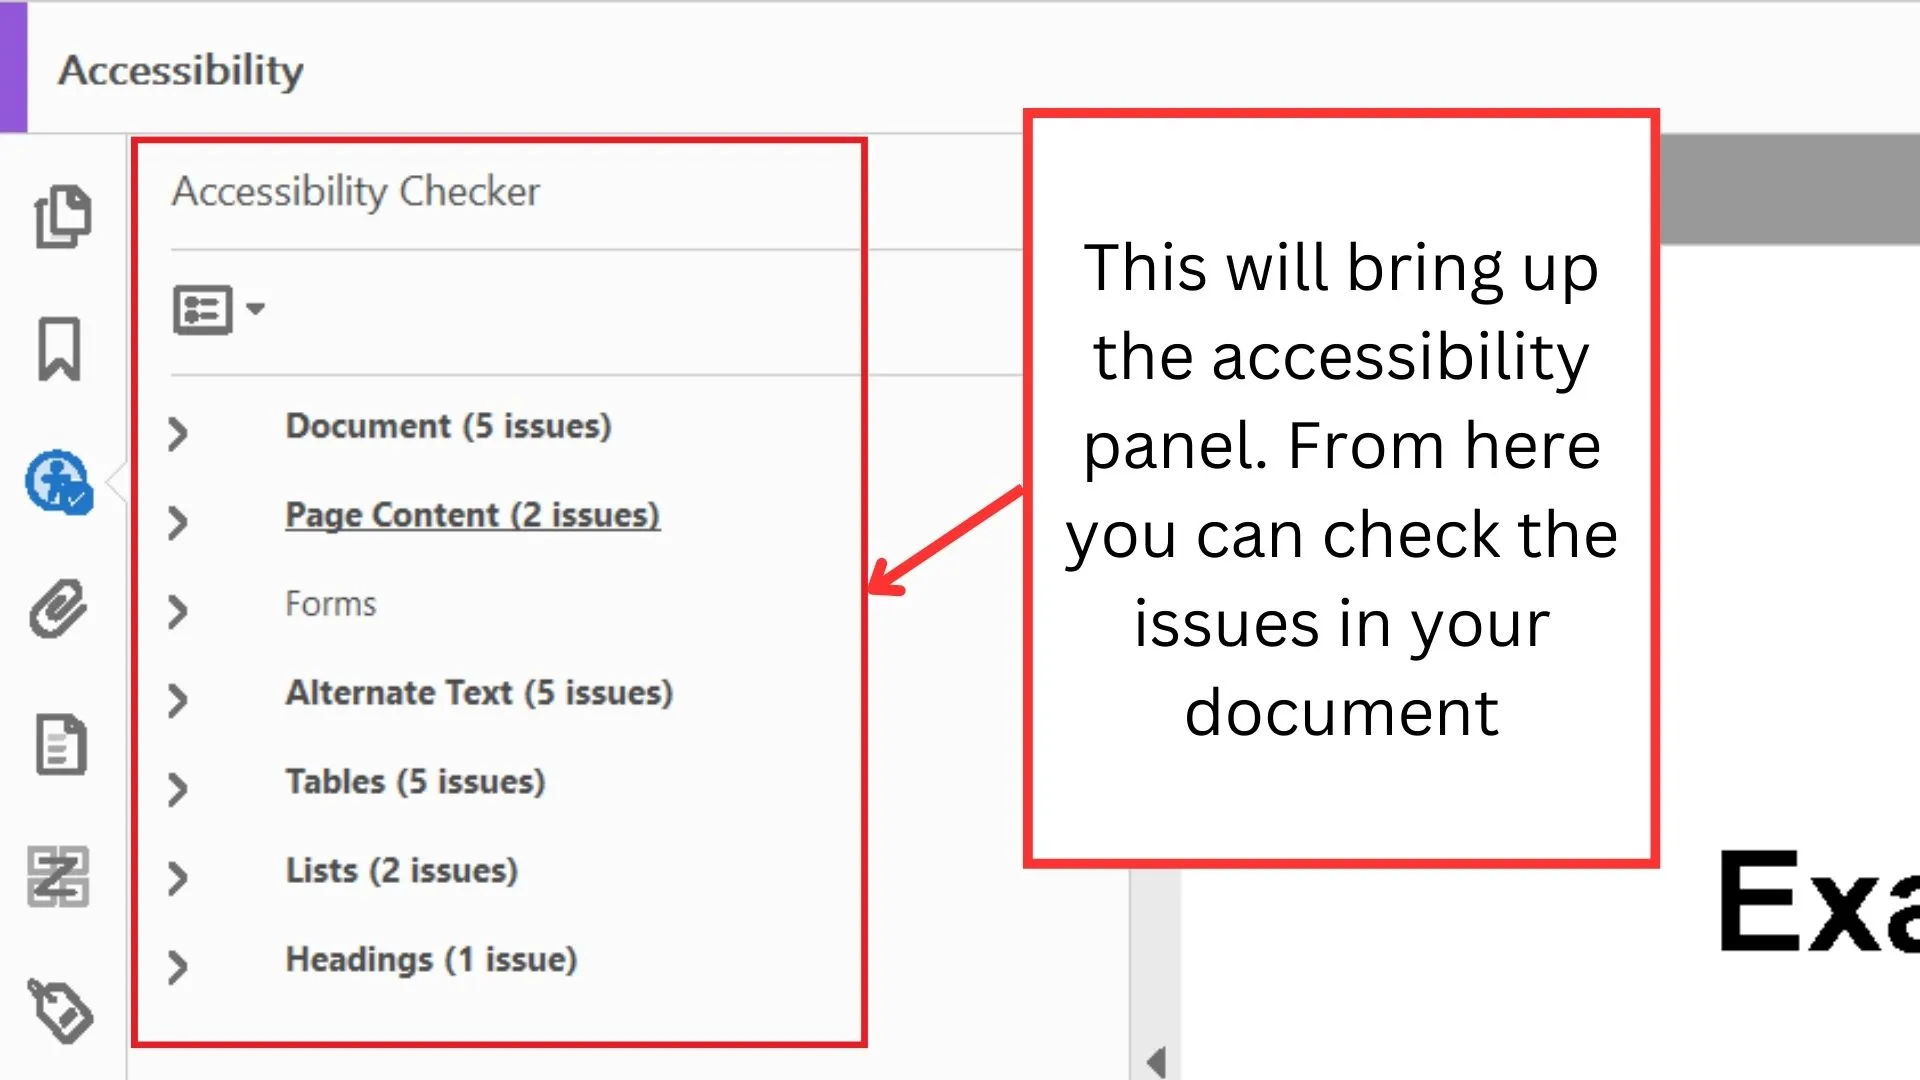 Accessibility
Accessibility Checker
Document (5 issues)
Page Content (2 issues)
Forms
Alternate Text (5 issues)
Tables (5 issues)
Lists (2 issues)
Headings (1 issue)
This will bring up
the accessibility
panel. From here
you can check the
issues in your
document